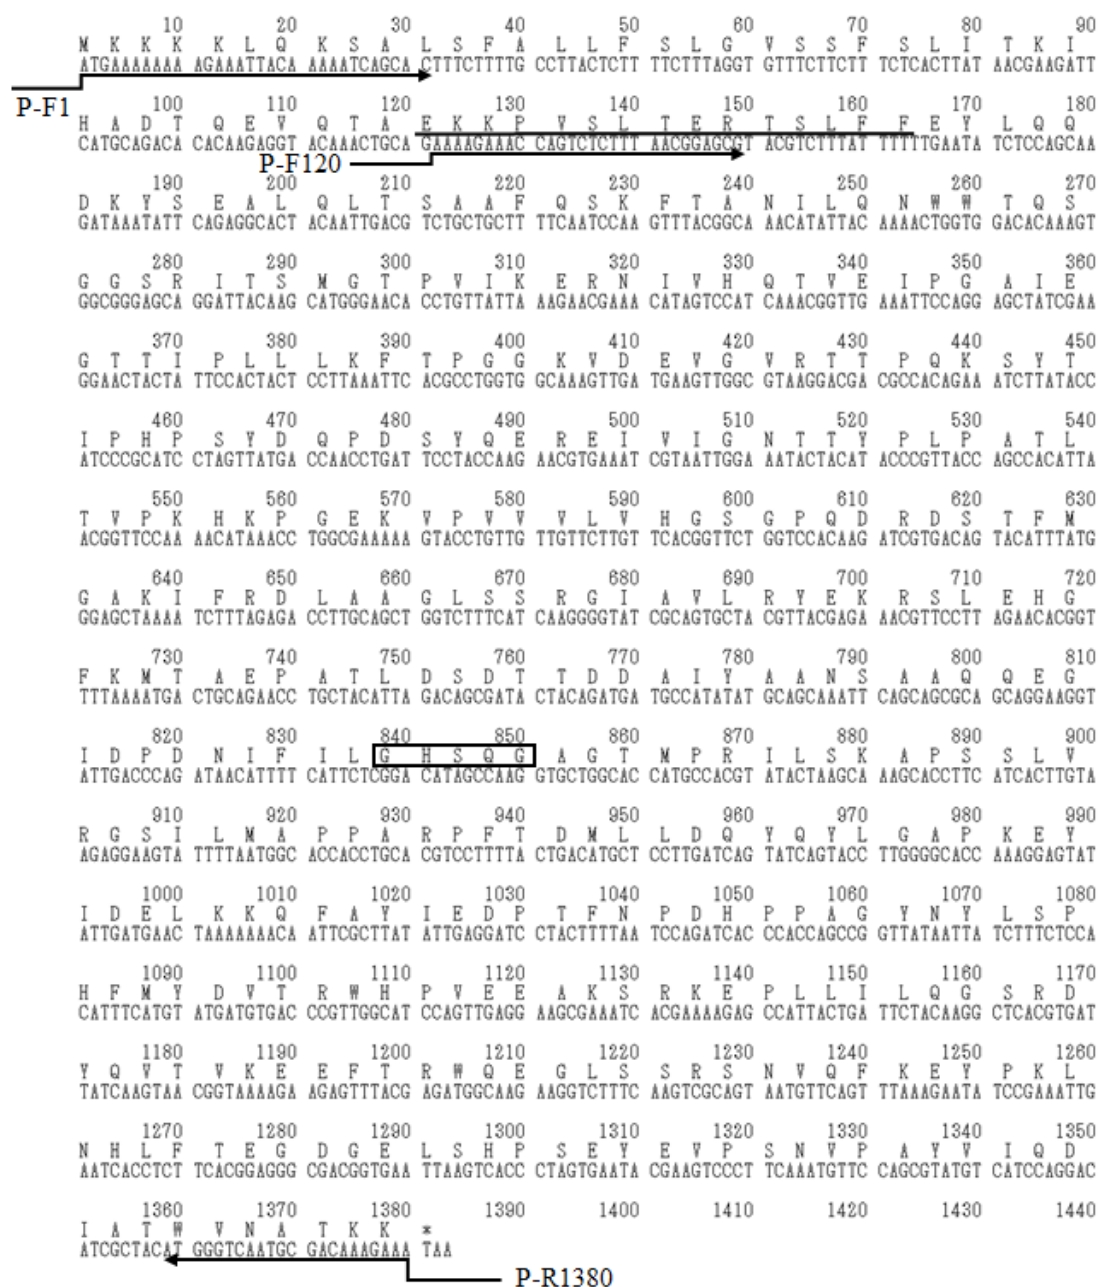 10 20 30 40 50 60 70 80 90
M K K K K L Q K S A L S F A L L F S L G V S S F S L I T K I
ATGAAAAAAA AGAAATTACA AAAATCAGCA CTTTCTTTTG CCTTACTCTT TTCTTTAGGT GTTTCTTCTT TCTCACTTAT AACGAAGATT
P-F1
100 110 120 130 140 150 160 170 180
H A D T Q E V Q T A E K K P V S L T E R T S L F F E Y L Q Q
CATGCAGACA CACAAGAGGT ACAAACTGCA GAAAAGAAAC CAGTCTCTTT AACGGAGCGT ACGTCTTTAT TTTTTGAATA TCTCCAGCAA
P-F120
190 200 210 220 230 240 250 260 270
D K Y S E A L Q L T S A A F Q S K F T A N I L Q N W W T Q S
GATAAATATT CAGAGGCACT ACAATTGACG TCTGCTGCTT TTCAATCCAA GTTTACGGCA AACATATTAC AAAACTGGTG GACACAAAGT
280 290 300 310 320 330 340 350 360
G G S R I T S M G T P V I K E R N I V H Q T V E I P G A I E
GGCGGGAGCA GGATTACAAG CATGGGAACA CCTGTTATTA AAGAACGAAA CATAGTCCAT CAAACGGTTG AAATTCCAGG AGCTATCGAA
370 380 390 400 410 420 430 440 450
G T T I P L L L K F T P G G K V D E V G V R T T P Q K S Y T
GGAACTACTA TTCCACTACT CCTTAAATTC ACGCCTGGTG GCAAAGTTGA TGAAGTTGGC GTAAGGACGA CGCCACAGAA ATCTTATACC
460 470 480 490 500 510 520 530 540
I P H P S Y D Q P D S Y Q E R E I V I G N T T Y P L P A T L
ATCCCGCATC CTAGTTATGA CCAACCTGAT TCCTACCAAG AACGTGAAAT CGTAATTGGA AATACTACAT ACCCGTTACC AGCCACATTA
550 560 570 580 590 600 610 620 630
T V P K H K P G E K V P V V V L V H G S G P Q D R D S T F M
ACGGTTCCAA AACATAAACC TGGCGAAAAA GTACCTGTTG TTGTTCTTGT TCACGGTTCT GGTCCACAAG ATCGTGACAG TACATTTATG
640 650 660 670 680 690 700 710 720
G A K I F R D L A A G L S S R G I A V L R Y E K R S L E H G
GGAGCTAAAA TCTTTAGAGA CCTTGCAGCT GGTCTTTCAT CAAGGGGTAT CGCAGTGCTA CGTTACGAGA AACGTTCCTT AGAACACGGT
730 740 750 760 770 780 790 800 810
F K M T A E P A T L D S D T T D D A I Y A A N S A A Q Q E G
TTTAAAATGA CTGCAGAACC TGCTACATTA GACAGCGATA CTACAGATGA TGCCATATAT GCAGCAAATT CAGCAGCGCA GCAGGAAGGT
820 830 840 850 860 870 880 890 900
I D P D N I F I L G H S Q G A G T M P R I L S K A P S S L V
ATTGACCCAG ATAACATTTT CATTCTCGGA CATAGCCAAG GTGCTGGCAC CATGCCACGT ATACTAAGCA AAGCACCTTC ATCACTTGTA
910 920 930 940 950 960 970 980 990
R G S I L M A P P A R P F T D M L L D Q Y Q Y L G A P K E Y
AGAGGAAGTA TTTTAATGGC ACCACCTGCA CGTCCTTTTA CTGACATGCT CCTTGATCAG TATCAGTACC TTGGGGCACC AAAGGAGTAT
1000 1010 1020 1030 1040 1050 1060 1070 1080
I D E L K K Q F A Y I E D P T F N P D H P P A G Y N Y L S P
ATTGATGAAC TAAAAAAACA ATTCGCTTAT ATTGAGGATC CTACTTTTAA TCCAGATCAC CCACCAGCCG GTTATAATTA TCTTTCTCCA
1090 1100 1110 1120 1130 1140 1150 1160 1170
H F M Y D V T R W H P V E E A K S R K E P L L I L Q G S R D
CATTTCATGT ATGATGTGAC CCGTTGGCAT CCAGTTGAGG AAGCGAAATC ACGAAAAGAG CCATTACTGA TTCTACAAGG CTCACGTGAT
1180 1190 1200 1210 1220 1230 1240 1250 1260
Y Q V T V K E E F T R W Q E G L S S R S N V Q F K E Y P K L
TATCAAGTAA CGGTAAAAGA AGAGTTTACG AGATGGCAAG AAGGTCTTTC AAGTCGCAGT AATGTTCAGT TTAAAGAATA TCCGAAATTG
1270 1280 1290 1300 1310 1320 1330 1340 1350
N H L F T E G D G E L S H P S E Y E V P S N V P A Y V I Q D
AATCACCTCT TCACGGAGGG CGACGGTGAA TTAAGTCACC CTAGTGAATA CGAAGTCCCT TCAAATGTTC CAGCGTATGT CATCCAGGAC
1360 1370 1380 1390 1400 1410 1420 1430 1440
I A T W V N A T K K *
ATCGCTACAT GGGTCAATGC GACAAAGAAA TAA
P-R1380